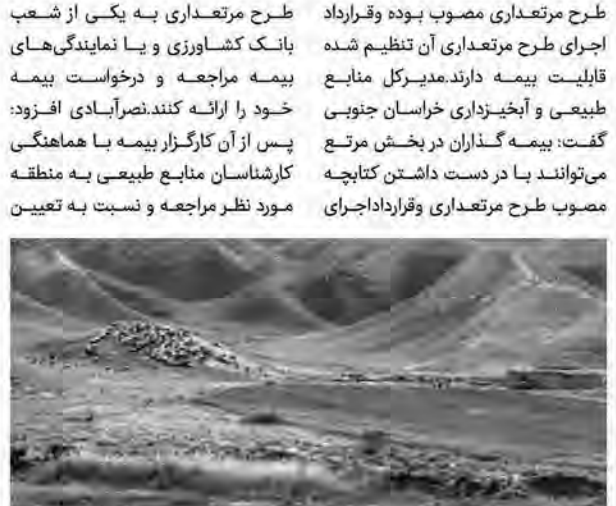 طرح مرتعداری مصوب بوده وقرارداد
اجرای طرح مرتعداری آن تنظیم شده
قابلیت بیمه دارند.مدیرکل منابع
طبیعی و آبخیزداری خراسان جنوبی
گفت: بیمه گذاران در بخش مرتع
می‌توانند با در دست داشتن کتابچه
مصوب طرح مرتعداری وقرارداداجرای
طرح مرتعداری به یکی از شعب
بانک کشاورزی و یا نمایندگی‌های
بیمه مراجعه و درخواست بیمه
خود را ارائه کنند.نصرآبادی افزود:
پس از آن کارگزار بیمه با هماهنگی
کارشناسان منابع طبیعی به منطقه
مورد نظر مراجعه و نسبت به تعیین